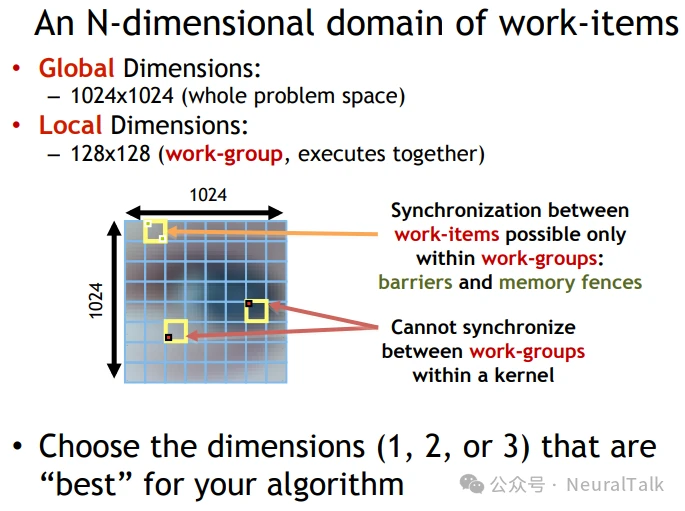 An N-dimensional domain of work-items
• Global Dimensions:
– 1024x1024 (whole problem space)
• Local Dimensions:
– 128x128 (work-group, executes together)
1024
1024
Synchronization between
work-items possible only
within work-groups:
barriers and memory fences
Cannot synchronize
between work-groups
within a kernel
• Choose the dimensions (1, 2, or 3) that are
“best” for your algorithm
公众号 · NeuralTalk